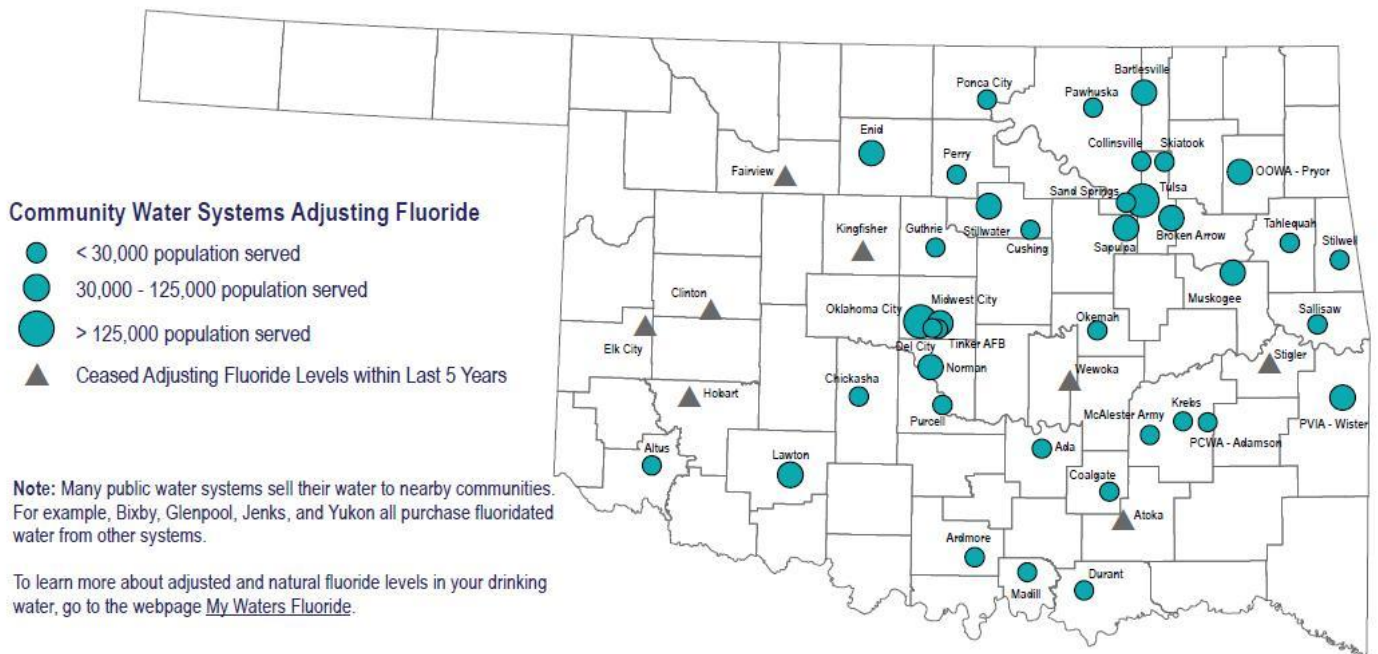 Community Water Systems Adjusting Fluoride
< 30,000 population served
30,000 - 125,000 population served
> 125,000 population served
Ceased Adjusting Fluoride Levels within Last 5 Years
Note: Many public water systems sell their water to nearby communities.
For example, Bixby, Glenpool, Jenks, and Yukon all purchase fluoridated
water from other systems.
To learn more about adjusted and natural fluoride levels in your drinking
water, go to the webpage My Waters Fluoride.
Ponca City
Bartlesville
Pawhuska
Enid
Collinsville
Skiatook
Perry
Fairview
OOWA - Pryor
Sand Springs
Tulsa
Kingfisher
Guthrie
Stillwater
Cushing
Sapulpa
Broken Arrow
Tahlequah
Stilwell
Clinton
Oklahoma City
Midwest City
Muskogee
Okemah
Sallisaw
Elk City
Del City
Tinker AFB
Stigler
Norman
Wewoka
Hobart
Chickasha
Purcell
McAlester Army
Krebs
PCWA - Adamson
PVIA - Wister
Altus
Lawton
Ada
Coalgate
Atoka
Ardmore
Madill
Durant